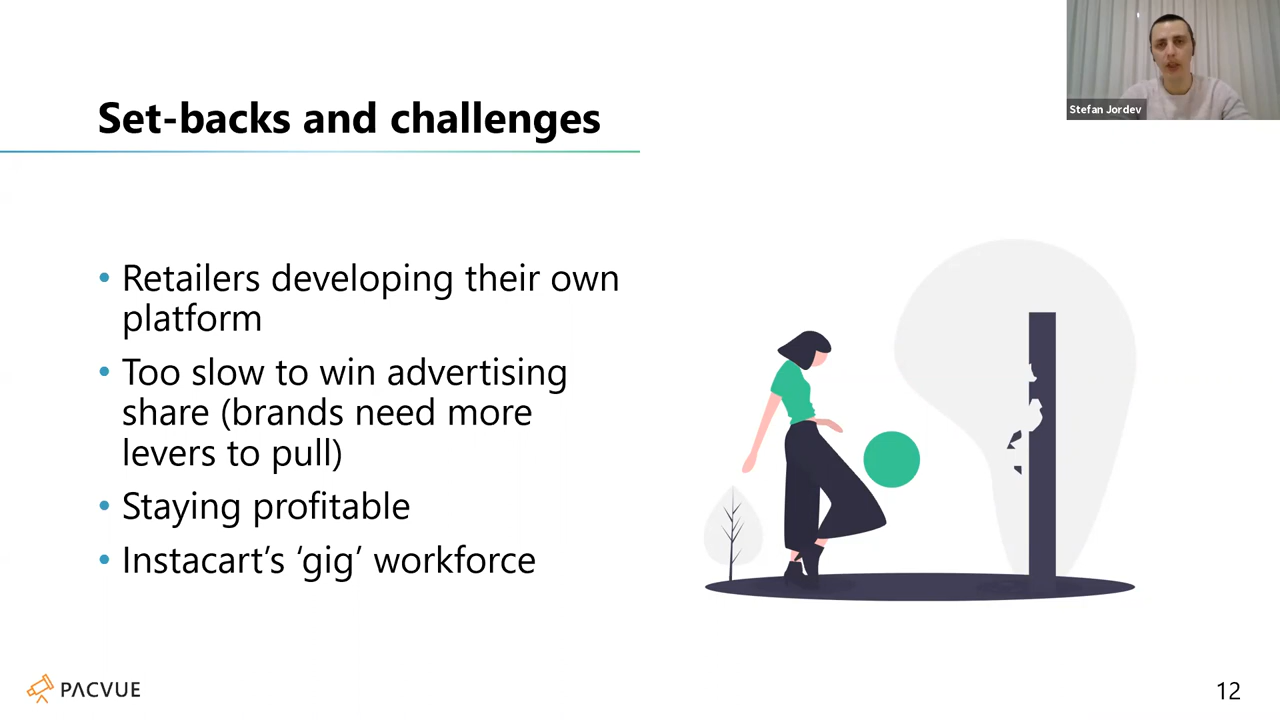 Stefan Jordev
Set-backs and challenges
• Retailers developing their own
platform
• Too slow to win advertising
share (brands need more
levers to pull)
• Staying profitable
• Instacart’s ‘gig’ workforce
PACVUE
12